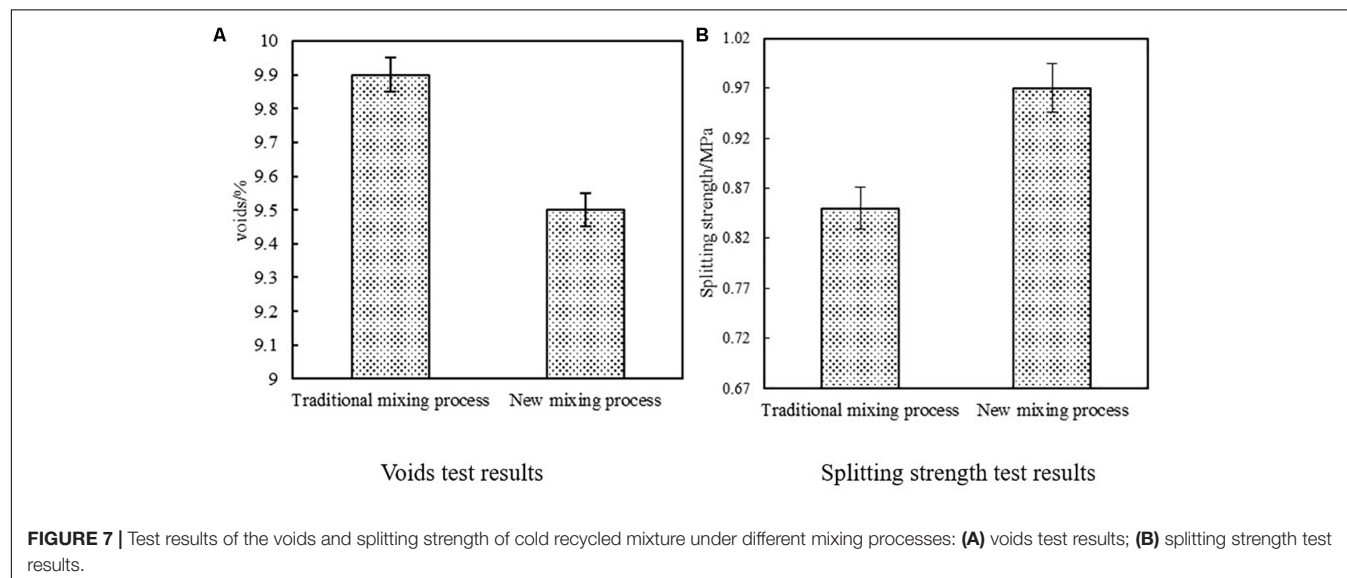 A
10
9.9
9.8
9.7
9.6
9.5
9.4
9.3
9.2
9.1
9
voids/%
Traditional mixing process New mixing process
Voids test results
B
1.02
0.97
0.92
0.87
0.82
0.77
0.72
0.67
Splitting strength/MPa
Traditional mixing process New mixing process
Splitting strength test results
FIGURE 7 | Test results of the voids and splitting strength of cold recycled mixture under different mixing processes: (A) voids test results; (B) splitting strength test
results.